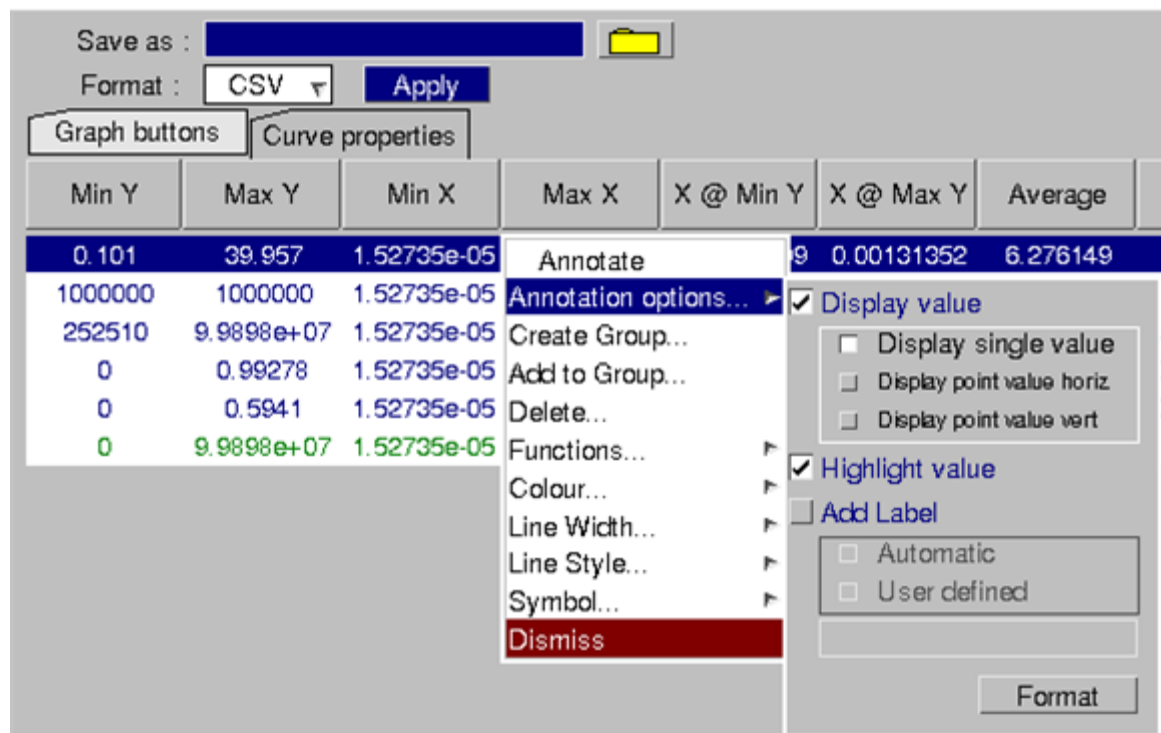 Save as :
Format : CSV Apply
Graph buttons Curve properties
Min Y Max Y Min X Max X X @ Min Y X @ Max Y Average
0.101 39.957 1.52735e-05 Annotate 9 0.00131352 6.276149
1000000 1000000 1.52735e-05 Annotation options... Display value
252510 9.9898e+07 1.52735e-05 Create Group... Display single value
0 0.99278 1.52735e-05 Add to Group... Display point value horiz
0 0.5941 1.52735e-05 Delete... Display point value vert
0 9.9898e+07 1.52735e-05 Functions... Highlight value
Colour...
Line Width... Add Label
Line Style... Automatic
Symbol... User defined
Dismiss
Format